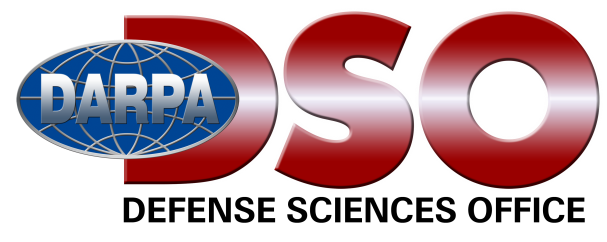 DARPA
DSO
DEFENSE SCIENCES OFFICE